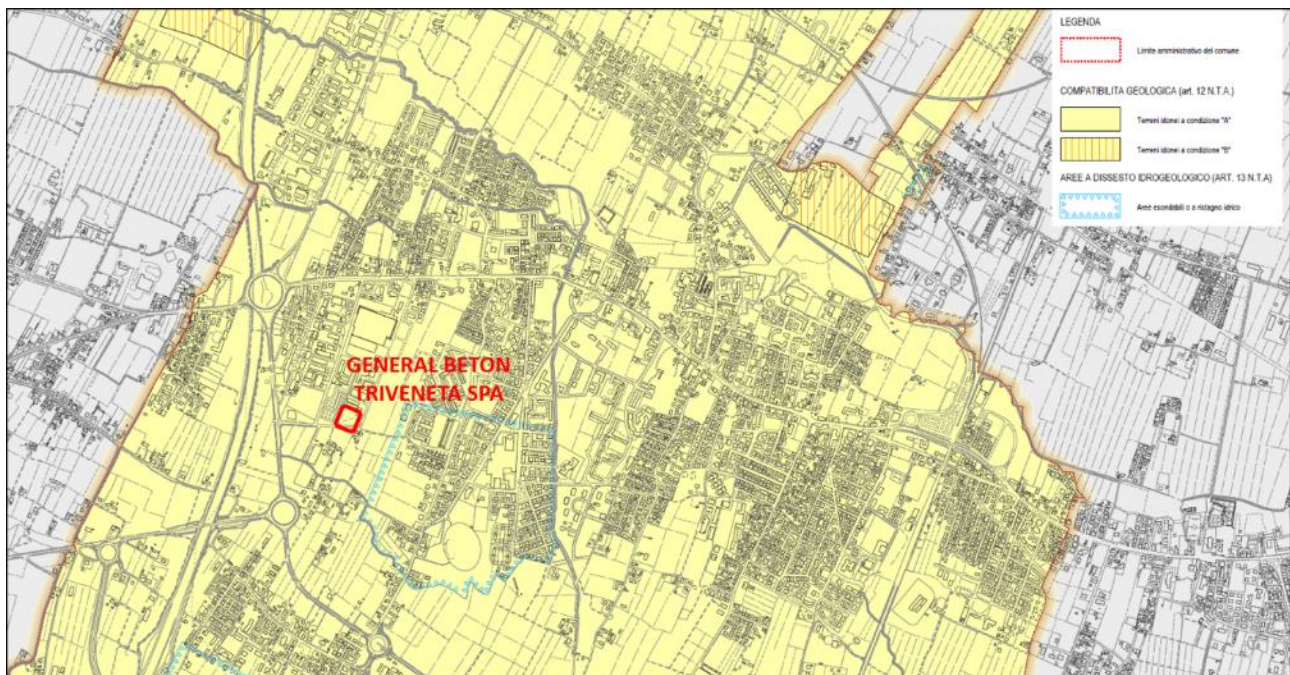 LEGENDA
Limite amministrativo del comune
COMPATIBILITA GEOLOGICA (art. 12 N.T.A.)
Terreni idonei a condizione "A"
Terreni idonei a condizione "B"
AREE A DISSESTO IDROGEOLOGICO (ART. 13 N.T.A)
Aree esondabili o a ristagno idrico
GENERAL BETON
TRIVENETA SPA